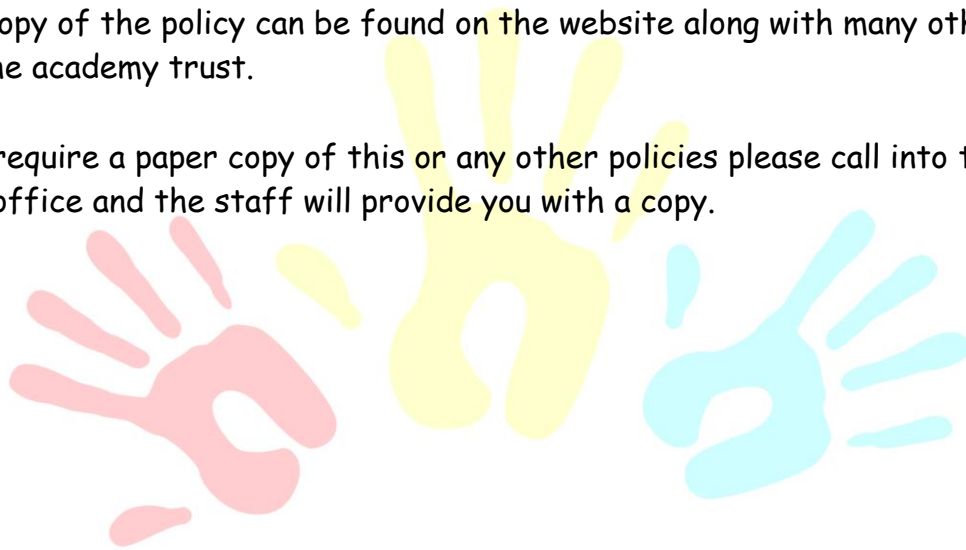 opy of the policy can be found on the website along with many oth
e academy trust.
require a paper copy of this or any other policies please call into t
office and the staff will provide you with a copy.